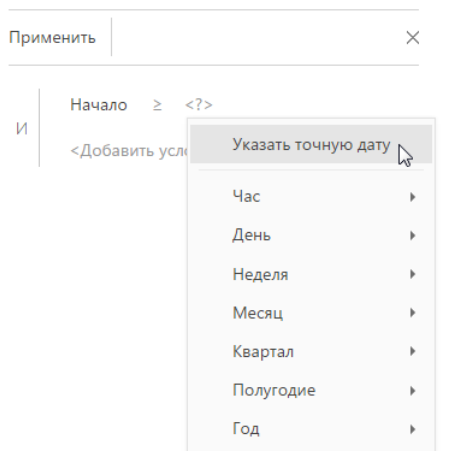 Применить
Начало ≥ <?>
И
<Добавить усл
Указать точную дату
Час
День
Неделя
Месяц
Квартал
Полугодие
Год